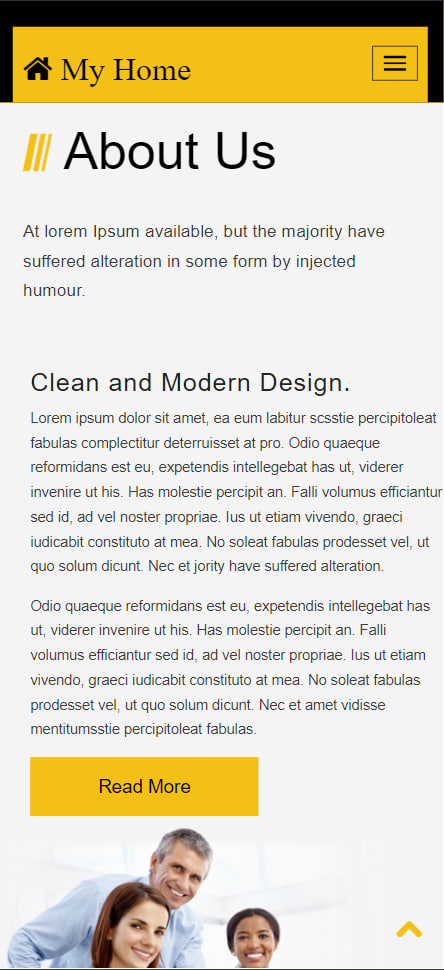 My Home
About Us
At lorem Ipsum available, but the majority have
suffered alteration in some form by injected
humour.
Clean and Modern Design.
Lorem ipsum dolor sit amet, ea eum labitur scsstie percipitoleat
fabulas complectitur deterruisset at pro. Odio quaeque
reformidans est eu, expetendis intellegebat has ut, viderer
invenire ut his. Has molestie percipit an. Falli volumus efficiantur
sed id, ad vel noster propriae. Ius ut etiam vivendo, graeci
iudicabit constituto at mea. No soleat fabulas prodesset vel, ut
quo solum dicunt. Nec et jority have suffered alteration.
Odio quaeque reformidans est eu, expetendis intellegebat has
ut, viderer invenire ut his. Has molestie percipit an. Falli
volumus efficiantur sed id, ad vel noster propriae. Ius ut etiam
vivendo, graeci iudicabit constituto at mea. No soleat fabulas
prodesset vel, ut quo solum dicunt. Nec et amet vidisse
mentitumsstie percipitoleat fabulas.
Read More